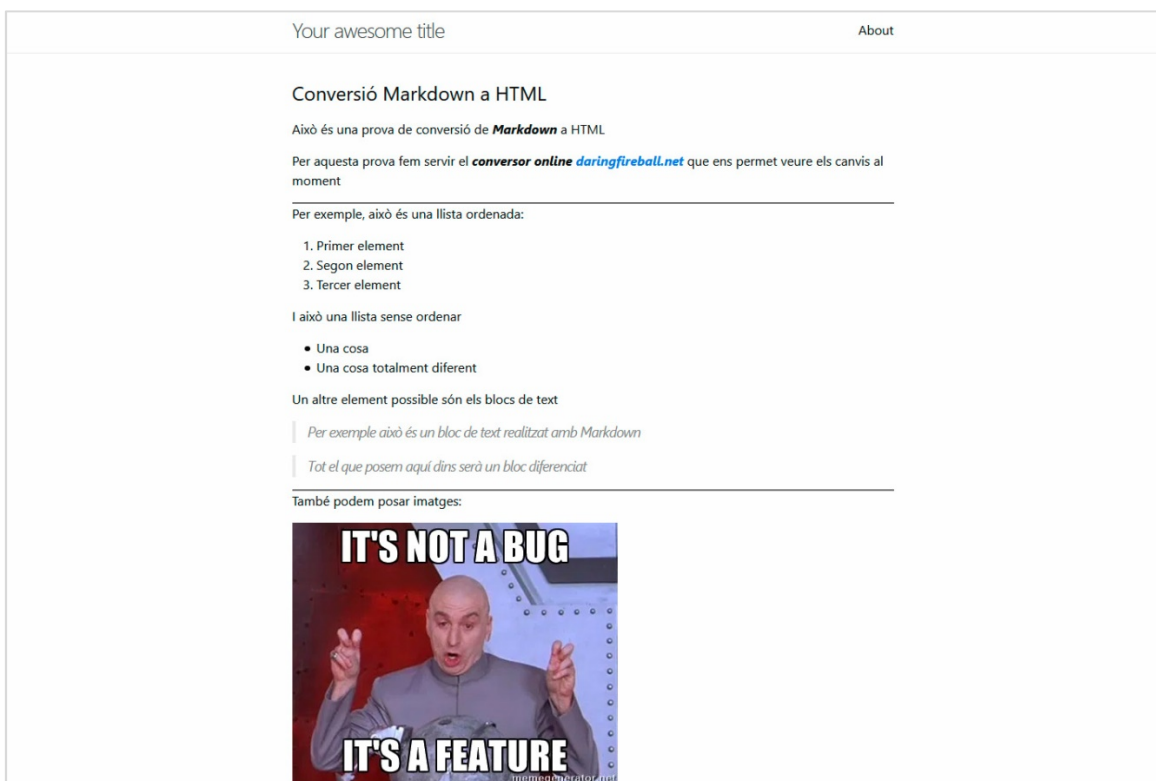 Your awesome title
About
Conversió Markdown a HTML
Això és una prova de conversió de Markdown a HTML
Per aquesta prova fem servir el conversor online daringfireball.net que ens permet veure els canvis al
moment
Per exemple, això és una llista ordenada:
1. Primer element
2. Segon element
3. Tercer element
I això una llista sense ordenar
• Una cosa
• Una cosa totalment diferent
Un altre element possible són els blocs de text
Per exemple això és un bloc de text realitzat amb Markdown
Tot el que posem aquí dins serà un bloc diferenciat
També podem posar imatges:
IT'S NOT A BUG
IT'S A FEATURE
memegenerator.net